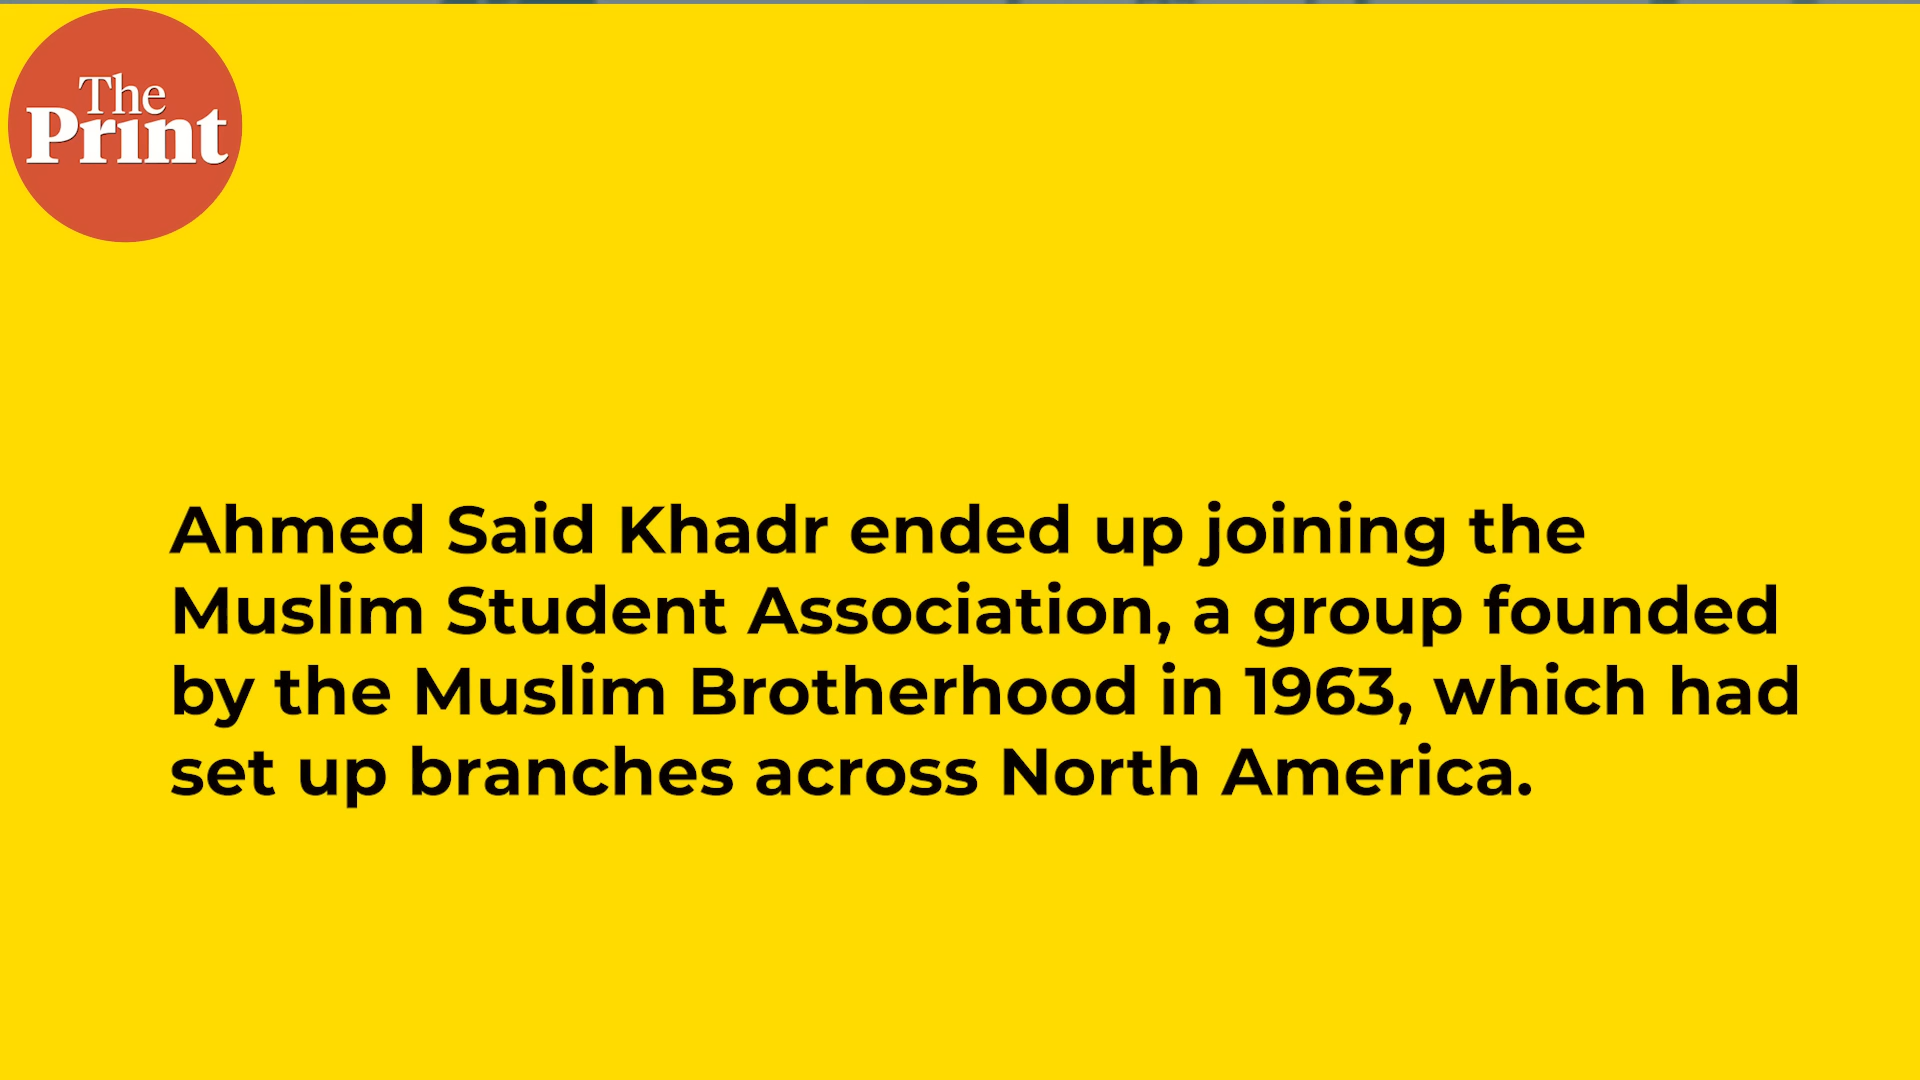 The
Print
Ahmed Said Khadr ended up joining the
Muslim Student Association, a group founded
by the Muslim Brotherhood in 1963, which had
set up branches across North America.